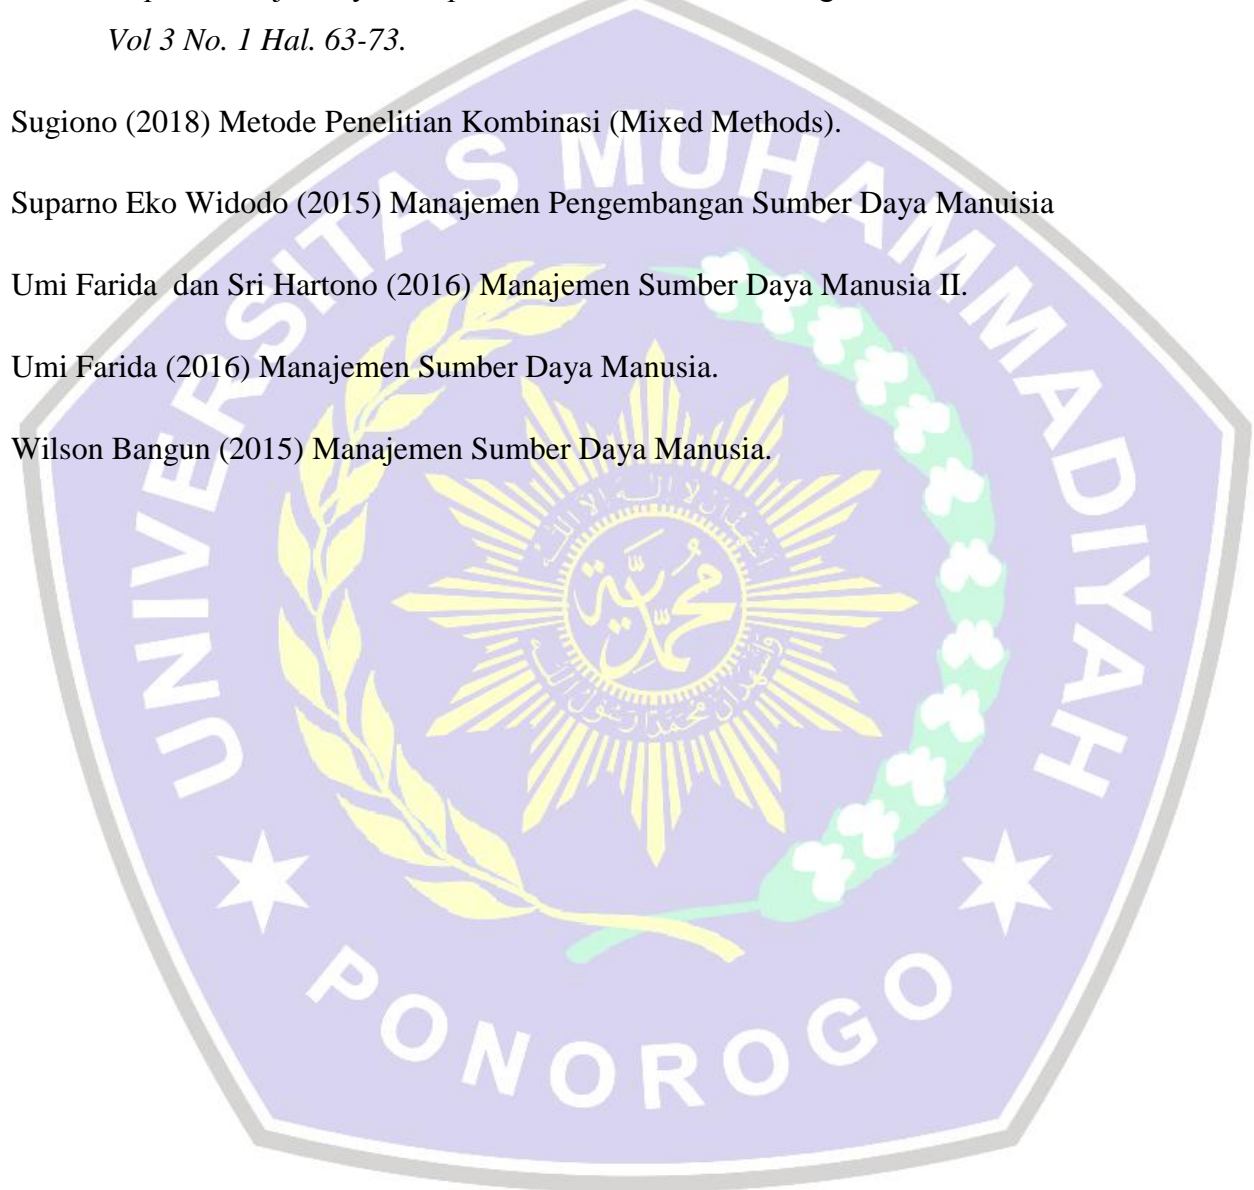 Vol 3 No. 1 Hal. 63-73.
Sugiono (2018) Metode Penelitian Kombinasi (Mixed Methods).
Suparno Eko Widodo (2015) Manajemen Pengembangan Sumber Daya Manuisia
Umi Farida  dan Sri Hartono (2016) Manajemen Sumber Daya Manusia II.
Umi Farida (2016) Manajemen Sumber Daya Manusia.
Wilson Bangun (2015) Manajemen Sumber Daya Manusia.
UNIVERSITAS MUHAMMADIYAH
محمدية
PONOROGO